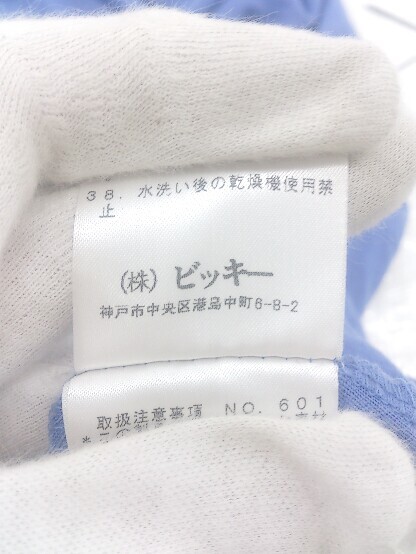 38. 水洗い後の乾燥機使用禁
止
(株) ビッキー
神戸市中央区港島中町6-8-2
取扱注意事項 NO. 601